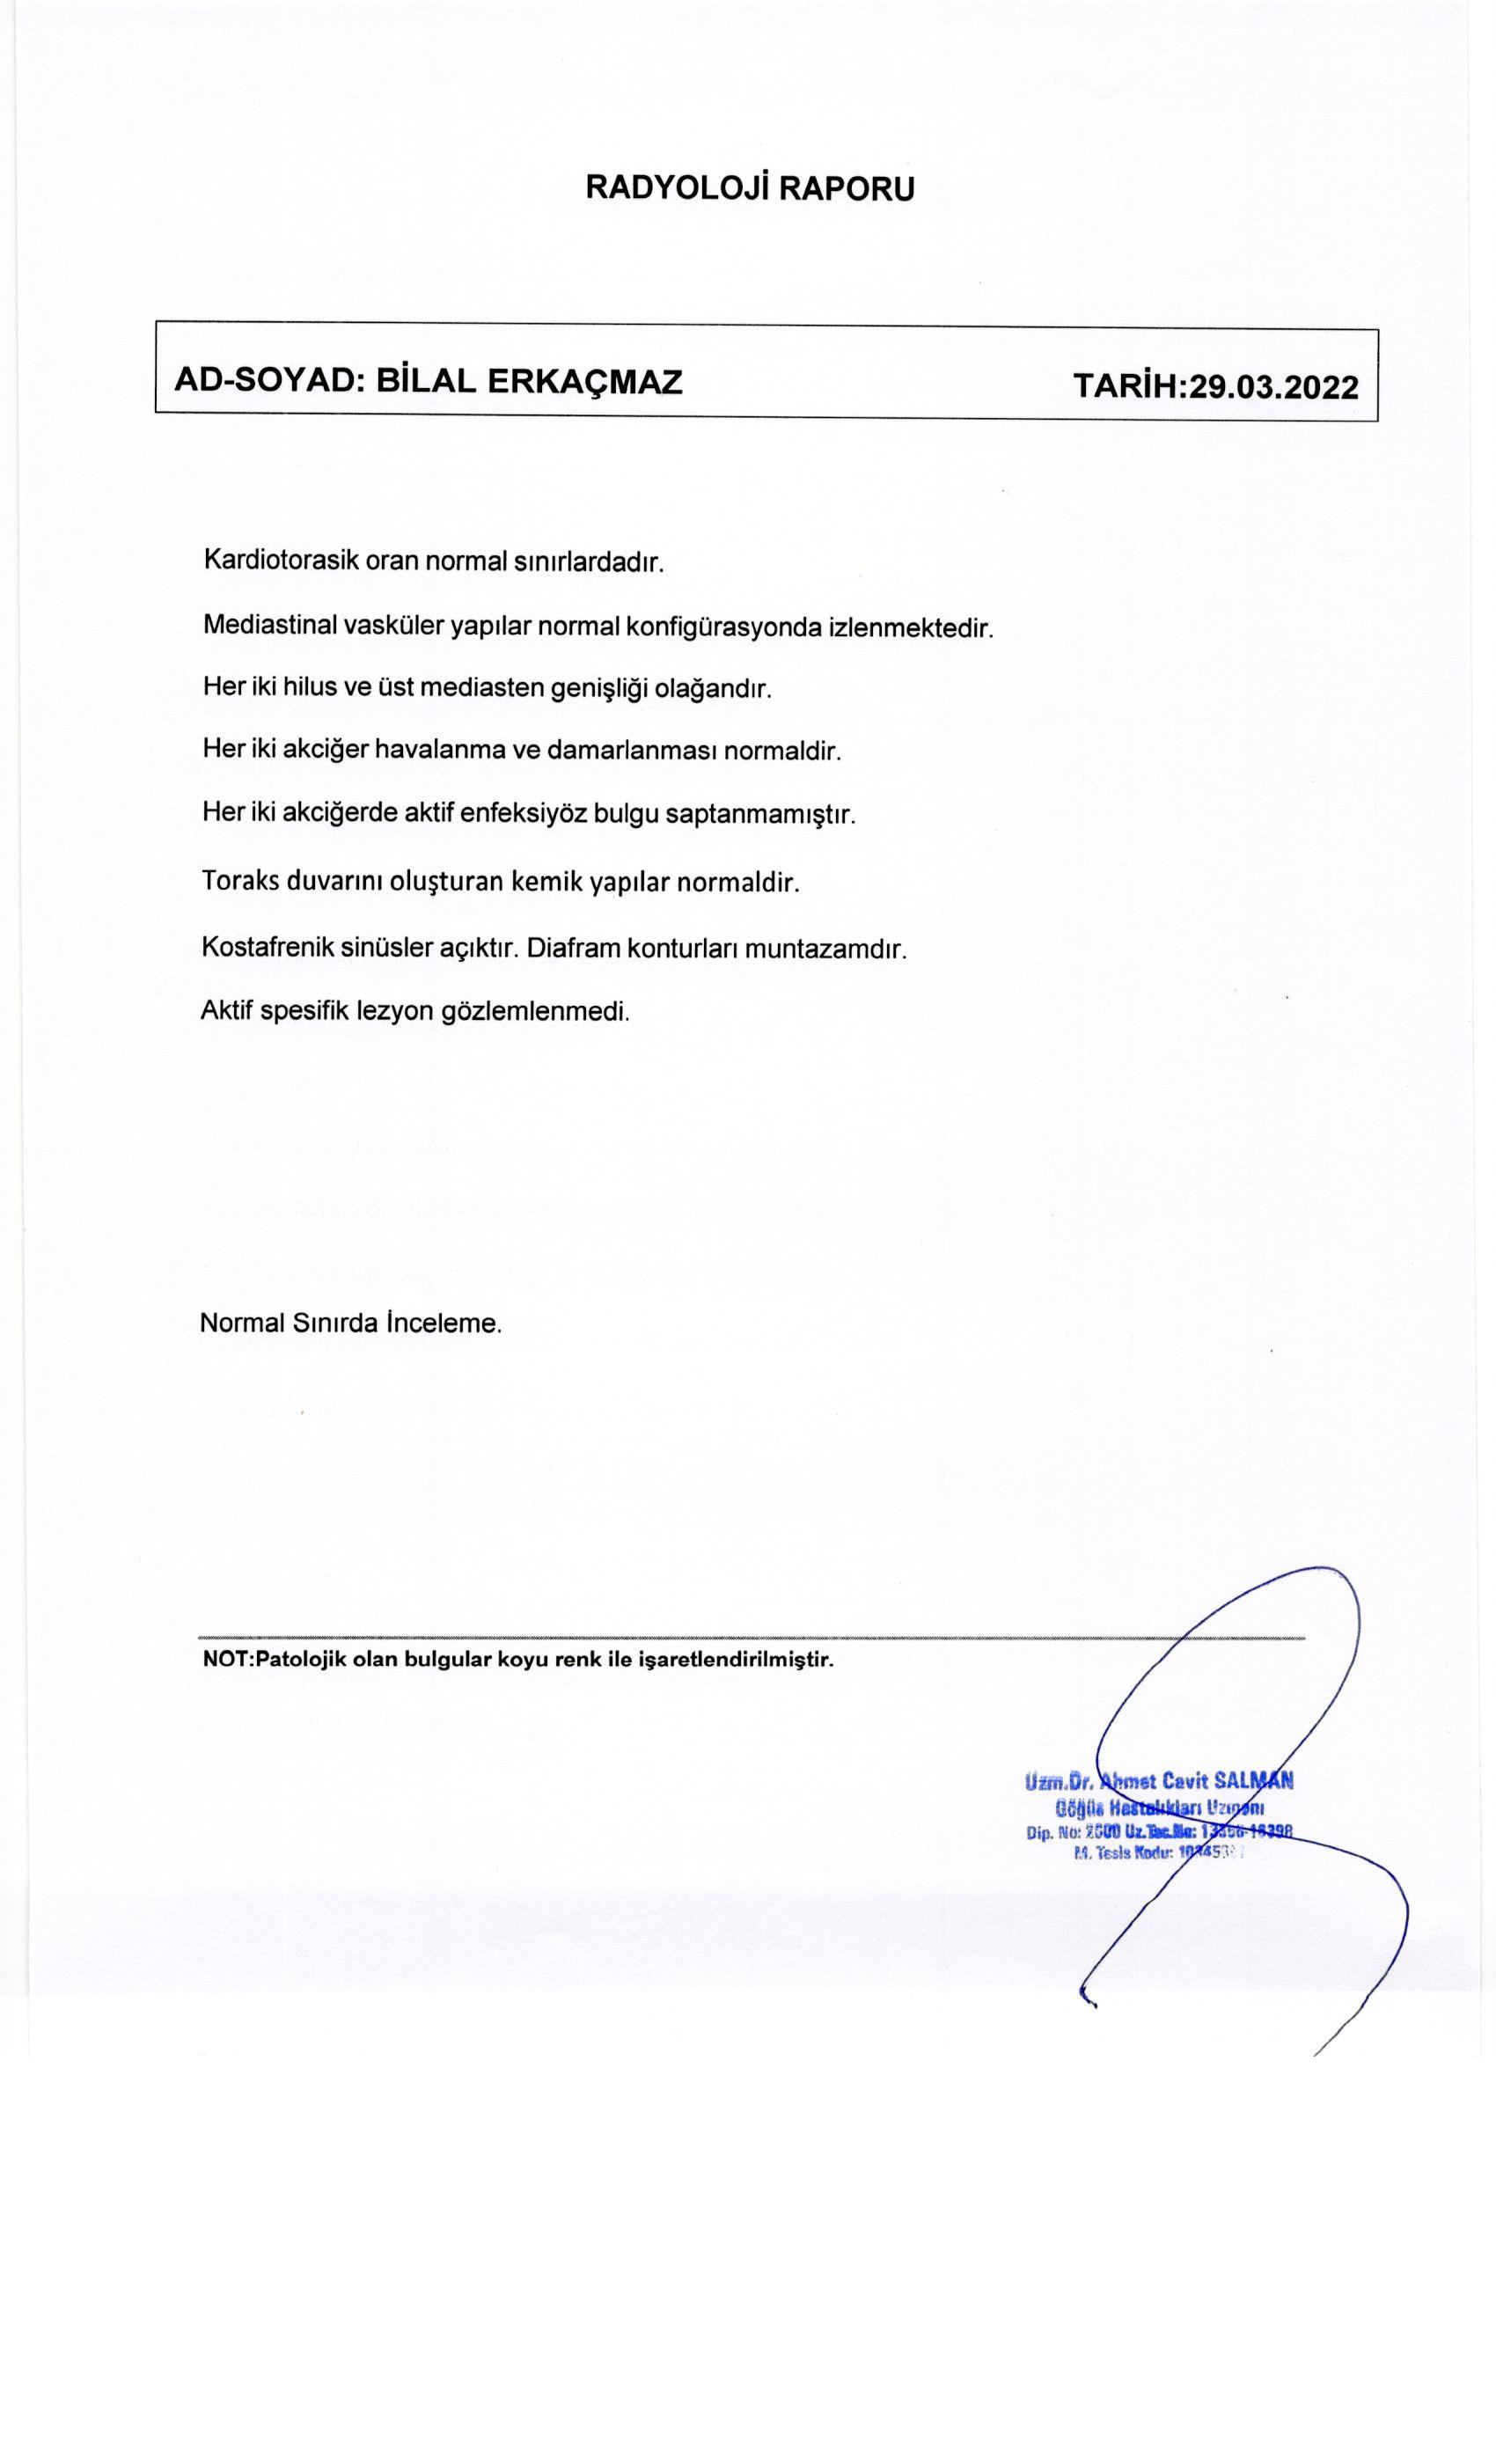 RADYOLOJİ RAPORU
AD-SOYAD: BİLAL ERKAÇMAZ TARİH:29.03.2022
Kardiotorasik oran normal sınırlardadır.
Mediastinal vasküler yapılar normal konfigürasyonda izlenmektedir.
Her iki hilus ve üst mediasten genişliği olağandır.
Her iki akciğer havalanma ve damarlanması normaldir.
Her iki akciğerde aktif enfeksiyöz bulgu saptanmamıştır.
Toraks duvarını oluşturan kemik yapılar normaldir.
Kostafrenik sinüsler açıktır. Diafram konturları muntazamdır.
Aktif spesifik lezyon gözlemlenmedi.
Normal Sınırda İnceleme.
NOT:Patolojik olan bulgular koyu renk ile işaretlendirilmiştir.
Uzm.Dr. Ahmet Cavit SALMAN
Göğüs Hastalıkları Uzmanı
Dip. No: Uz.Tes.No:
M. Tesis Kodu: